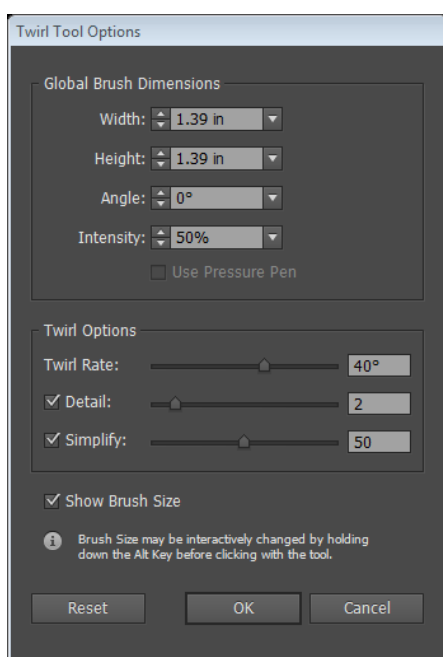 Twirl Tool Options
Global Brush Dimensions
Width: 1.39 in
Height: 1.39 in
Angle: 0°
Intensity: 50%
Use Pressure Pen
Twirl Options
Twirl Rate: 40°
Detail: 2
Simplify: 50
Show Brush Size
Brush Size may be interactively changed by holding
down the Alt Key before clicking with the tool.
Reset OK Cancel